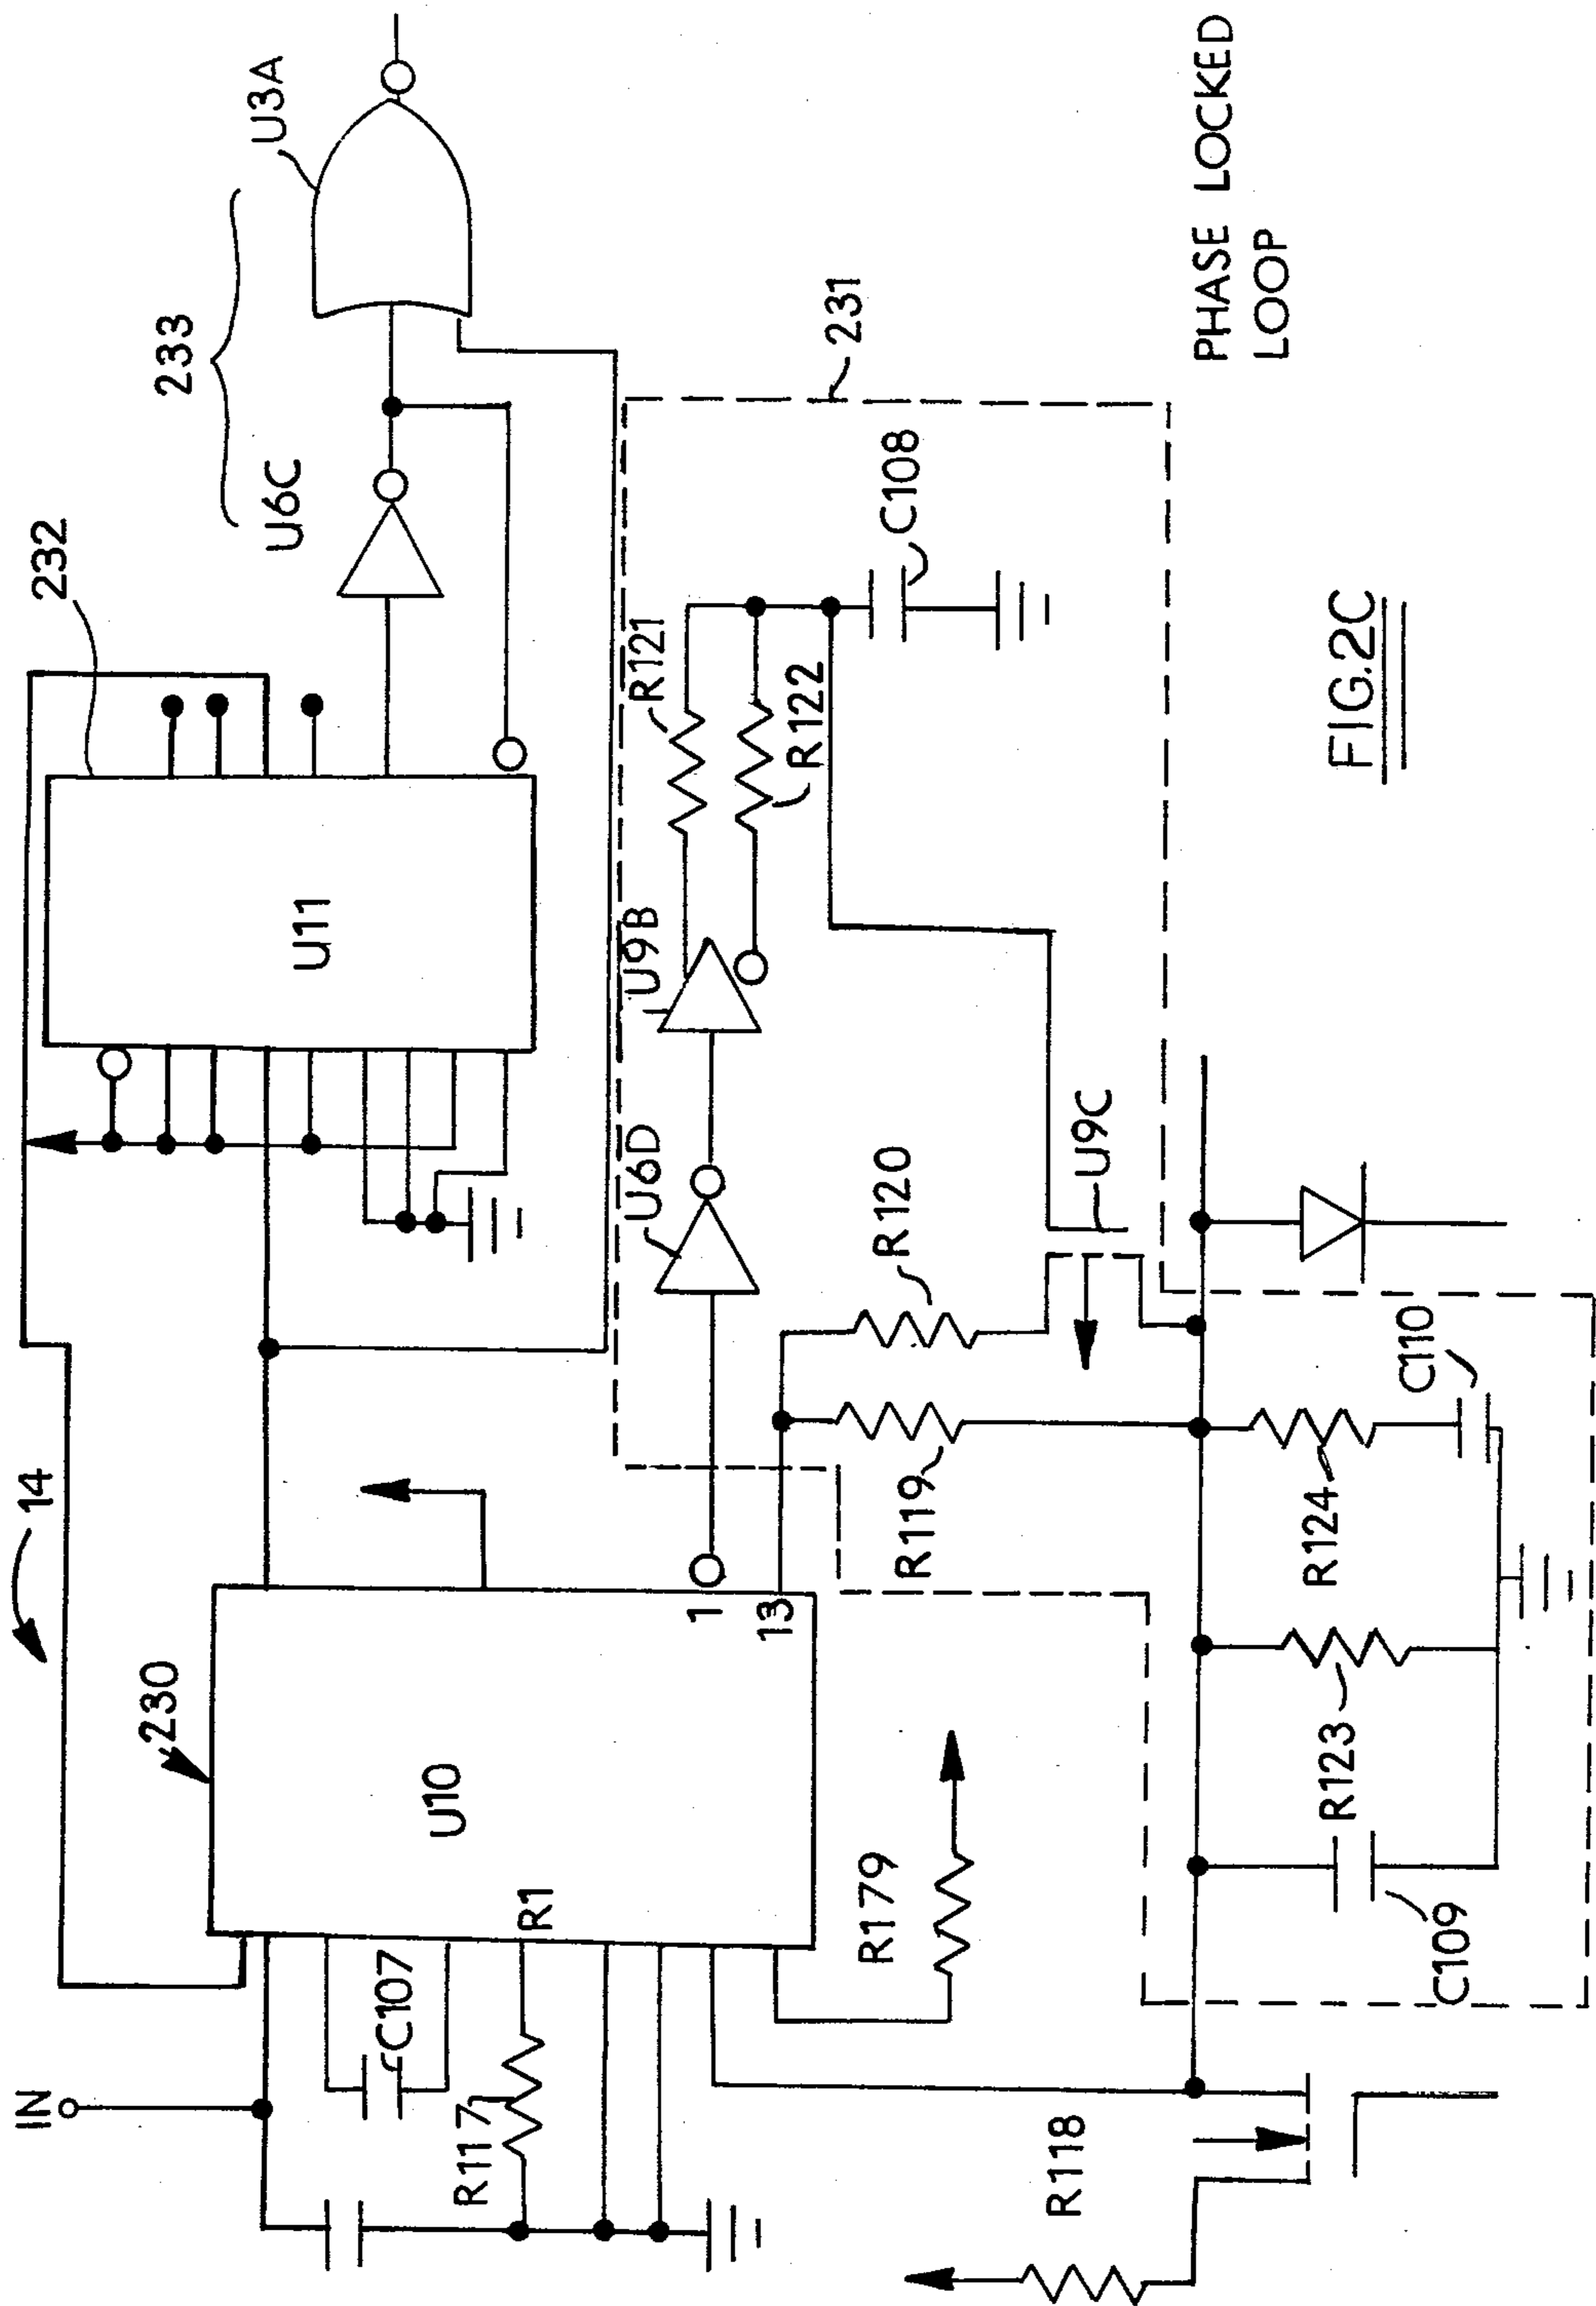 14
232
233
U6C
U3A
IN
230
U11
U10
C107
R1
R117
1
13
U6D
U9B
R121
R122
231
C108
R179
R119
R120
U9C
R118
C109
R123
R124
C110
PHASE LOCKED
LOOP
FIG.2C